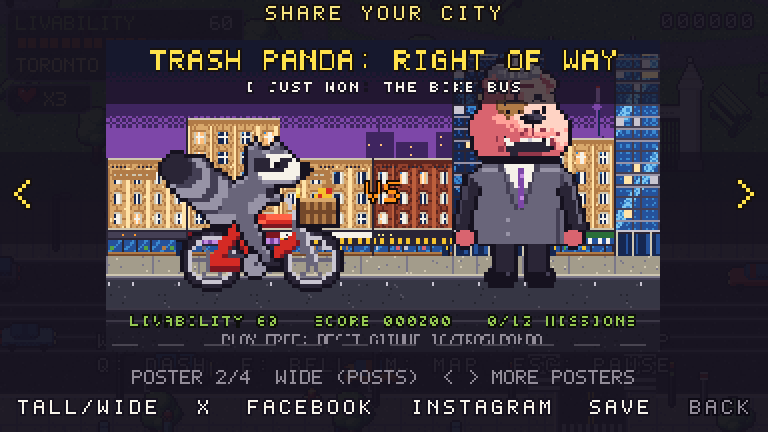 SHARE YOUR CITY
LIVABILITY 60
000000
TORONTO
X3
TRASH PANDA: RIGHT OF WAY
I JUST WON THE BIKE BUS
VS
LIVABILITY 60 SCORE 000200 0/12 MISSIONS
PLAY FREE:
< >
POSTER 2/4 WIDE (POSTS) < > MORE POSTERS
TALL/WIDE X FACEBOOK INSTAGRAM SAVE BACK